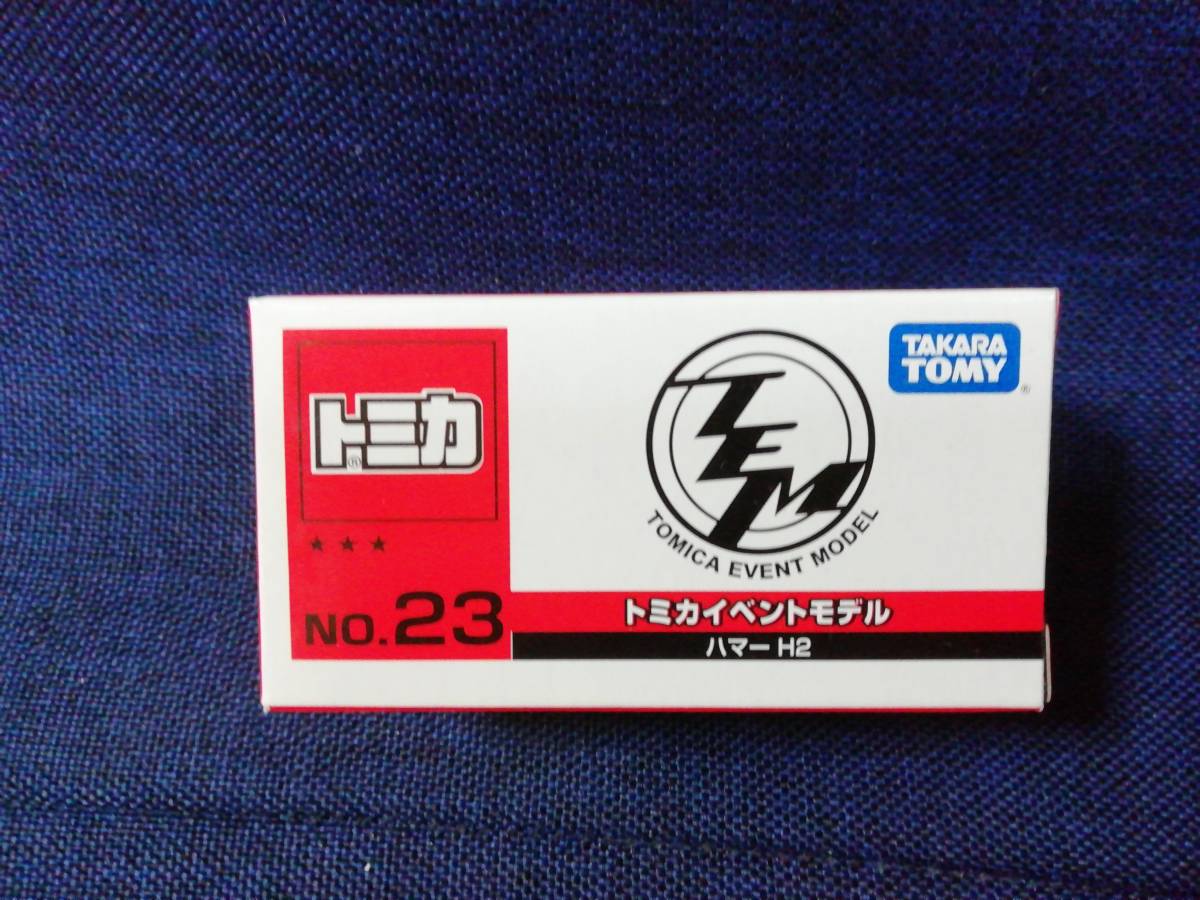 トミカ®
★★★
NO.23
TEM
TOMICA EVENT MODEL
TAKARA
TOMY®
トミカイベントモデル
ハマー H2